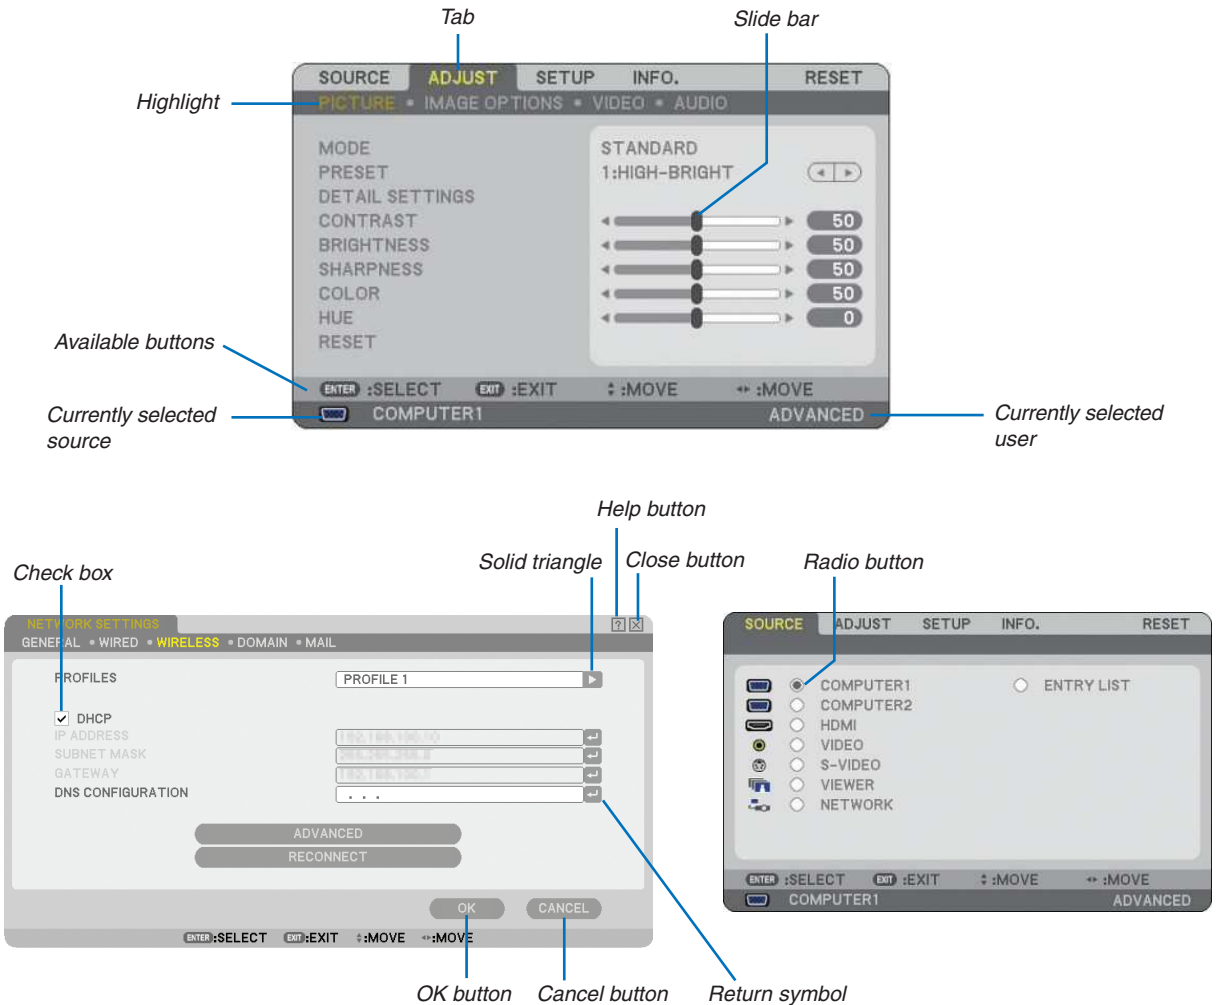 Tab
Slide bar
SOURCE ADJUST SETUP INFO. RESET
Highlight
PICTURE • IMAGE OPTIONS • VIDEO • AUDIO
MODE STANDARD
PRESET 1:HIGH-BRIGHT
DETAIL SETTINGS
CONTRAST 50
BRIGHTNESS 50
SHARPNESS 50
COLOR 50
HUE 0
RESET
Available buttons
ENTER :SELECT EXIT :EXIT :MOVE :MOVE
Currently selected
source
COMPUTER1 ADVANCED
Currently selected
user
Help button
Check box
Solid triangle
Close button
Radio button
NETWORK SETTINGS ? X
GENERAL • WIRED • WIRELESS • DOMAIN • MAIL
PROFILES PROFILE 1
DHCP
IP ADDRESS
SUBNET MASK
GATEWAY
DNS CONFIGURATION . . .
ADVANCED
RECONNECT
OK CANCEL
ENTER:SELECT EXIT:EXIT :MOVE :MOVE
SOURCE ADJUST SETUP INFO. RESET
COMPUTER1 ENTRY LIST
COMPUTER2
HDMI
VIDEO
S-VIDEO
VIEWER
NETWORK
ENTER :SELECT EXIT :EXIT :MOVE :MOVE
COMPUTER1 ADVANCED
OK button
Cancel button
Return symbol